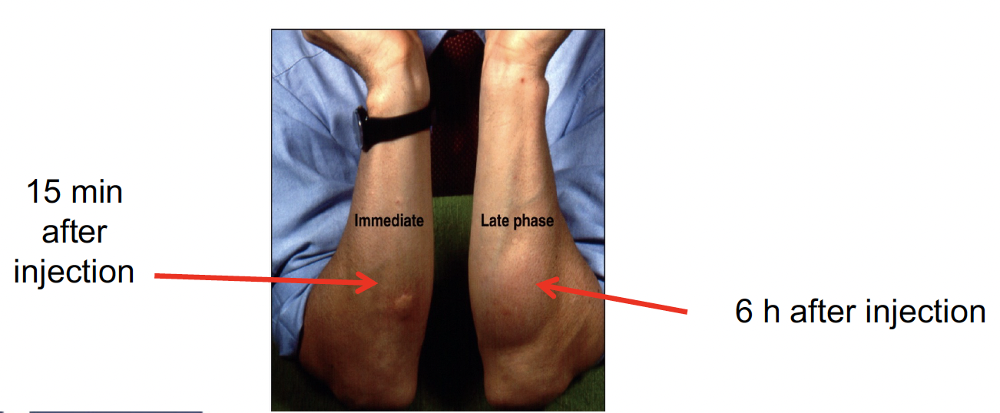 15 min
after
injection
Immediate
Late phase
6 h after injection